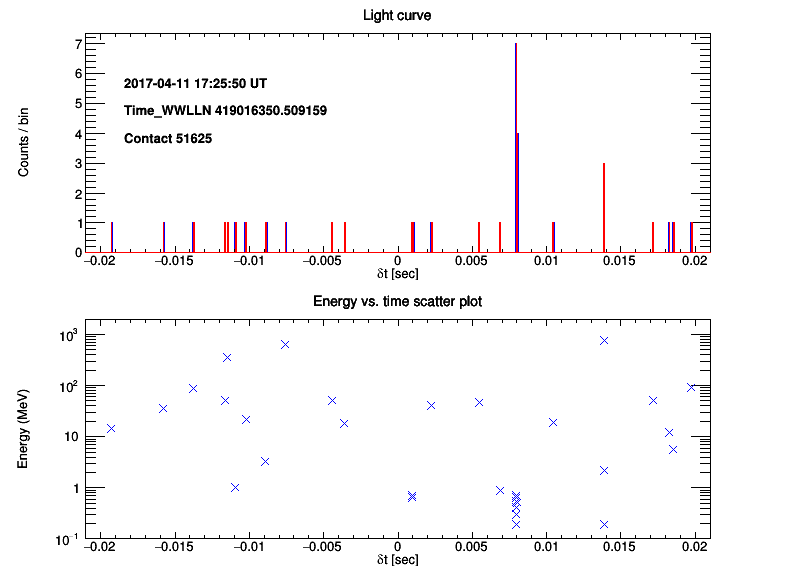 Light curve
7
6
5
4
3
2
1
0
Counts / bin
2017-04-11 17:25:50 UT
Time_WWLLN 419016350.509159
Contact 51625
−0.02 −0.015 −0.01 −0.005 0 0.005 0.01 0.015 0.02
δt [sec]
Energy vs. time scatter plot
10³
10²
10
1
10⁻¹
Energy (MeV)
−0.02 −0.015 −0.01 −0.005 0 0.005 0.01 0.015 0.02
δt [sec]